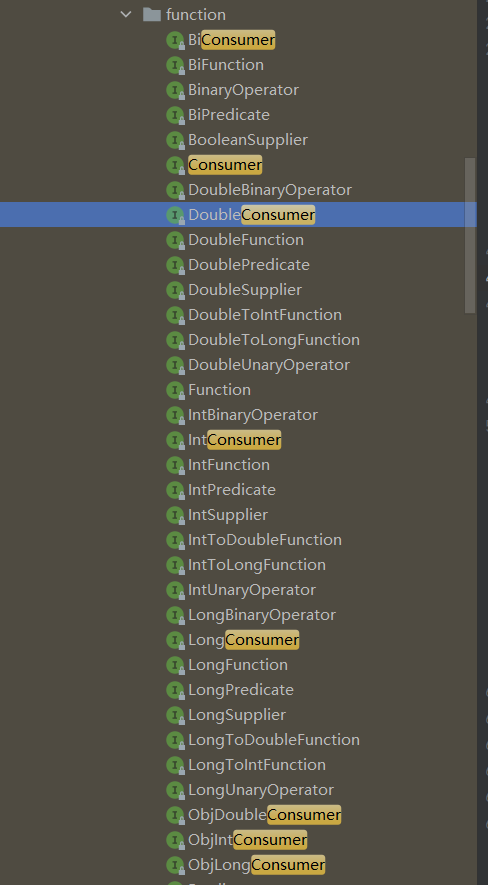 function
BiConsumer
BiFunction
BinaryOperator
BiPredicate
BooleanSupplier
Consumer
DoubleBinaryOperator
DoubleConsumer
DoubleFunction
DoublePredicate
DoubleSupplier
DoubleToIntFunction
DoubleToLongFunction
DoubleUnaryOperator
Function
IntBinaryOperator
IntConsumer
IntFunction
IntPredicate
IntSupplier
IntToDoubleFunction
IntToLongFunction
IntUnaryOperator
LongBinaryOperator
LongConsumer
LongFunction
LongPredicate
LongSupplier
LongToDoubleFunction
LongToIntFunction
LongUnaryOperator
ObjDoubleConsumer
ObjIntConsumer
ObjLongConsumer